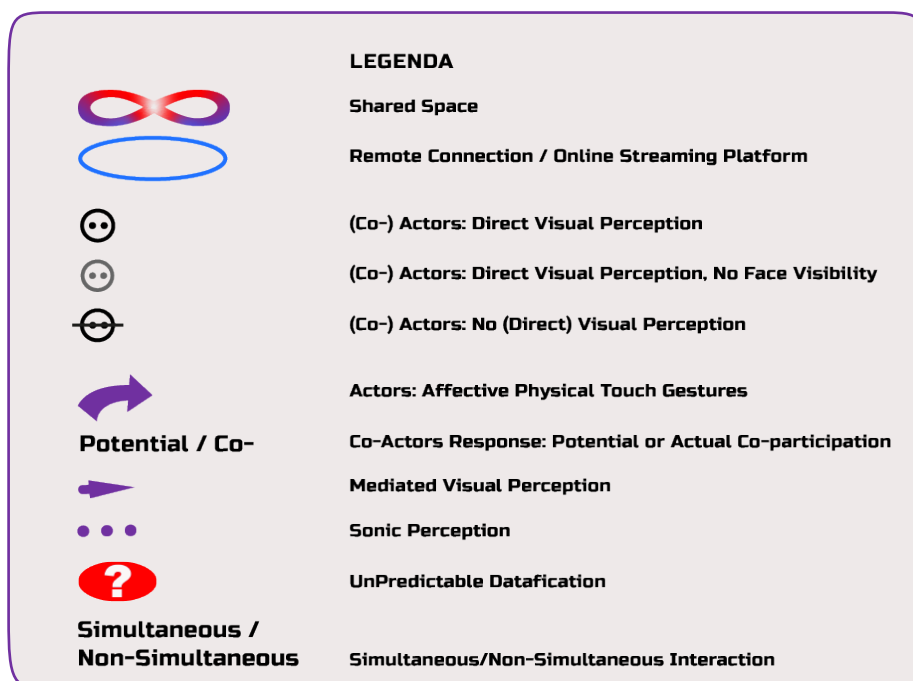 LEGENDA
Shared Space
Remote Connection / Online Streaming Platform
(Co-) Actors: Direct Visual Perception
(Co-) Actors: Direct Visual Perception, No Face Visibility
(Co-) Actors: No (Direct) Visual Perception
Actors: Affective Physical Touch Gestures
Potential / Co-
Co-Actors Response: Potential or Actual Co-participation
Mediated Visual Perception
Sonic Perception
?
UnPredictable Datafication
Simultaneous /
Non-Simultaneous
Simultaneous/Non-Simultaneous Interaction